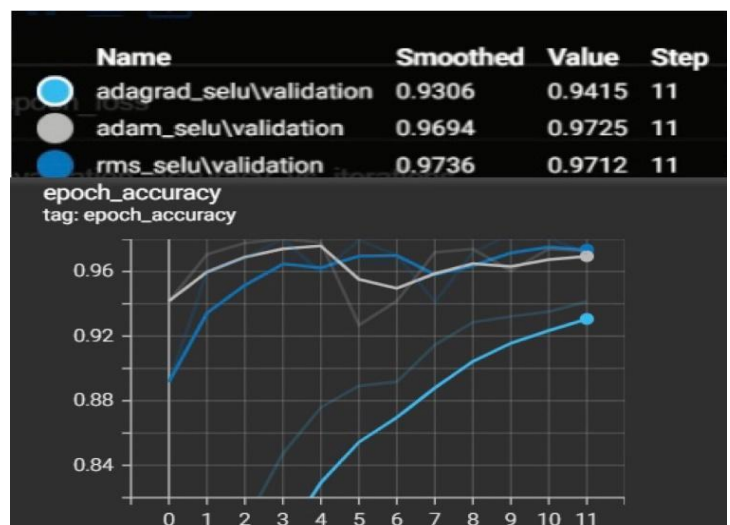 Name Smoothed Value Step
adagrad_selu\validation 0.9306 0.9415 11
adam_selu\validation 0.9694 0.9725 11
rms_selu\validation 0.9736 0.9712 11
epoch_accuracy
tag: epoch_accuracy
0.96
0.92
0.88
0.84
0 1 2 3 4 5 6 7 8 9 10 11